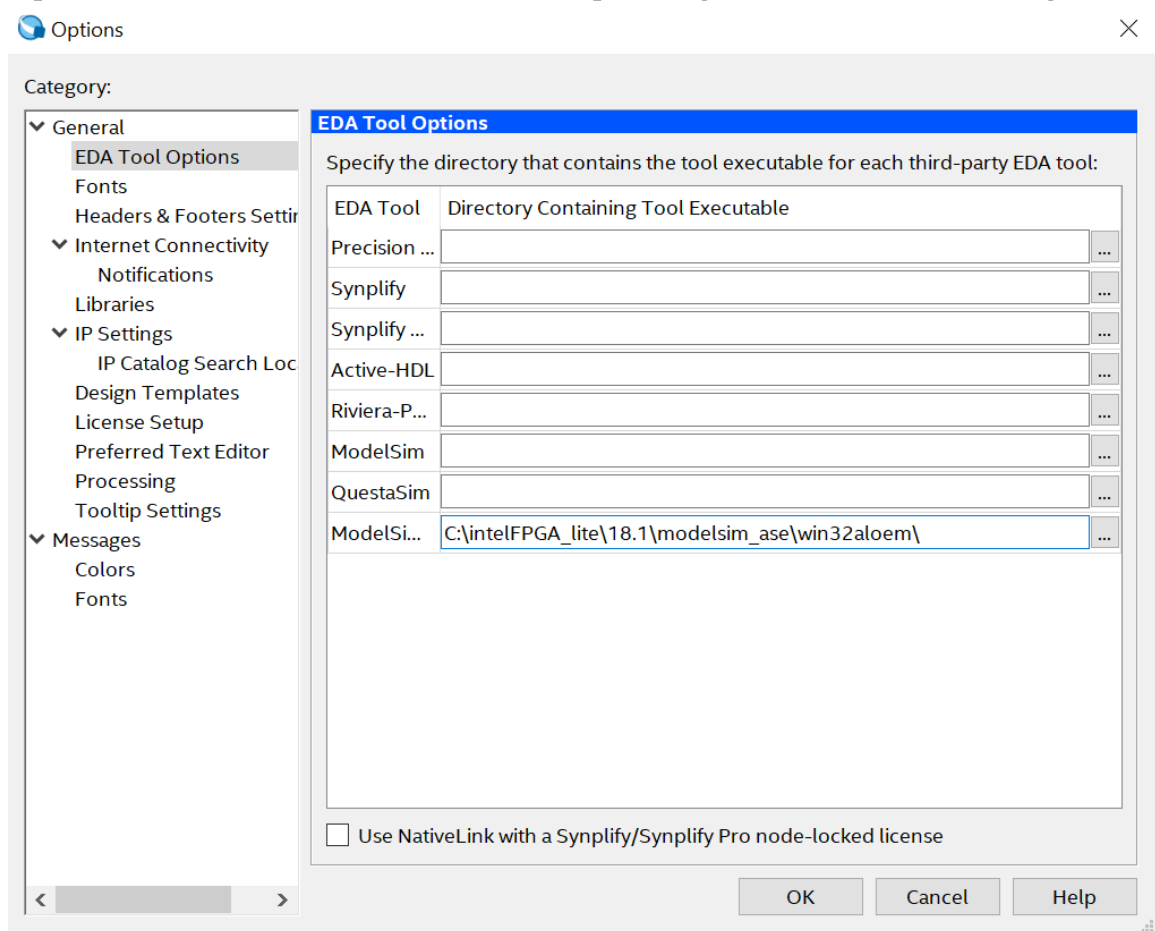 Options
Category:
General
EDA Tool Options
Fonts
Headers & Footers Settir
Internet Connectivity
Notifications
Libraries
IP Settings
IP Catalog Search Loc
Design Templates
License Setup
Preferred Text Editor
Processing
Tooltip Settings
Messages
Colors
Fonts
EDA Tool Options
Specify the directory that contains the tool executable for each third-party EDA tool:
EDA Tool Directory Containing Tool Executable
Precision ... ...
Synplify ...
Synplify ... ...
Active-HDL ...
Riviera-P... ...
ModelSim ...
QuestaSim ...
ModelSi... C:\intelFPGA_lite\18.1\modelsim_ase\win32aloem\ ...
Use NativeLink with a Synplify/Synplify Pro node-locked license
OK Cancel Help